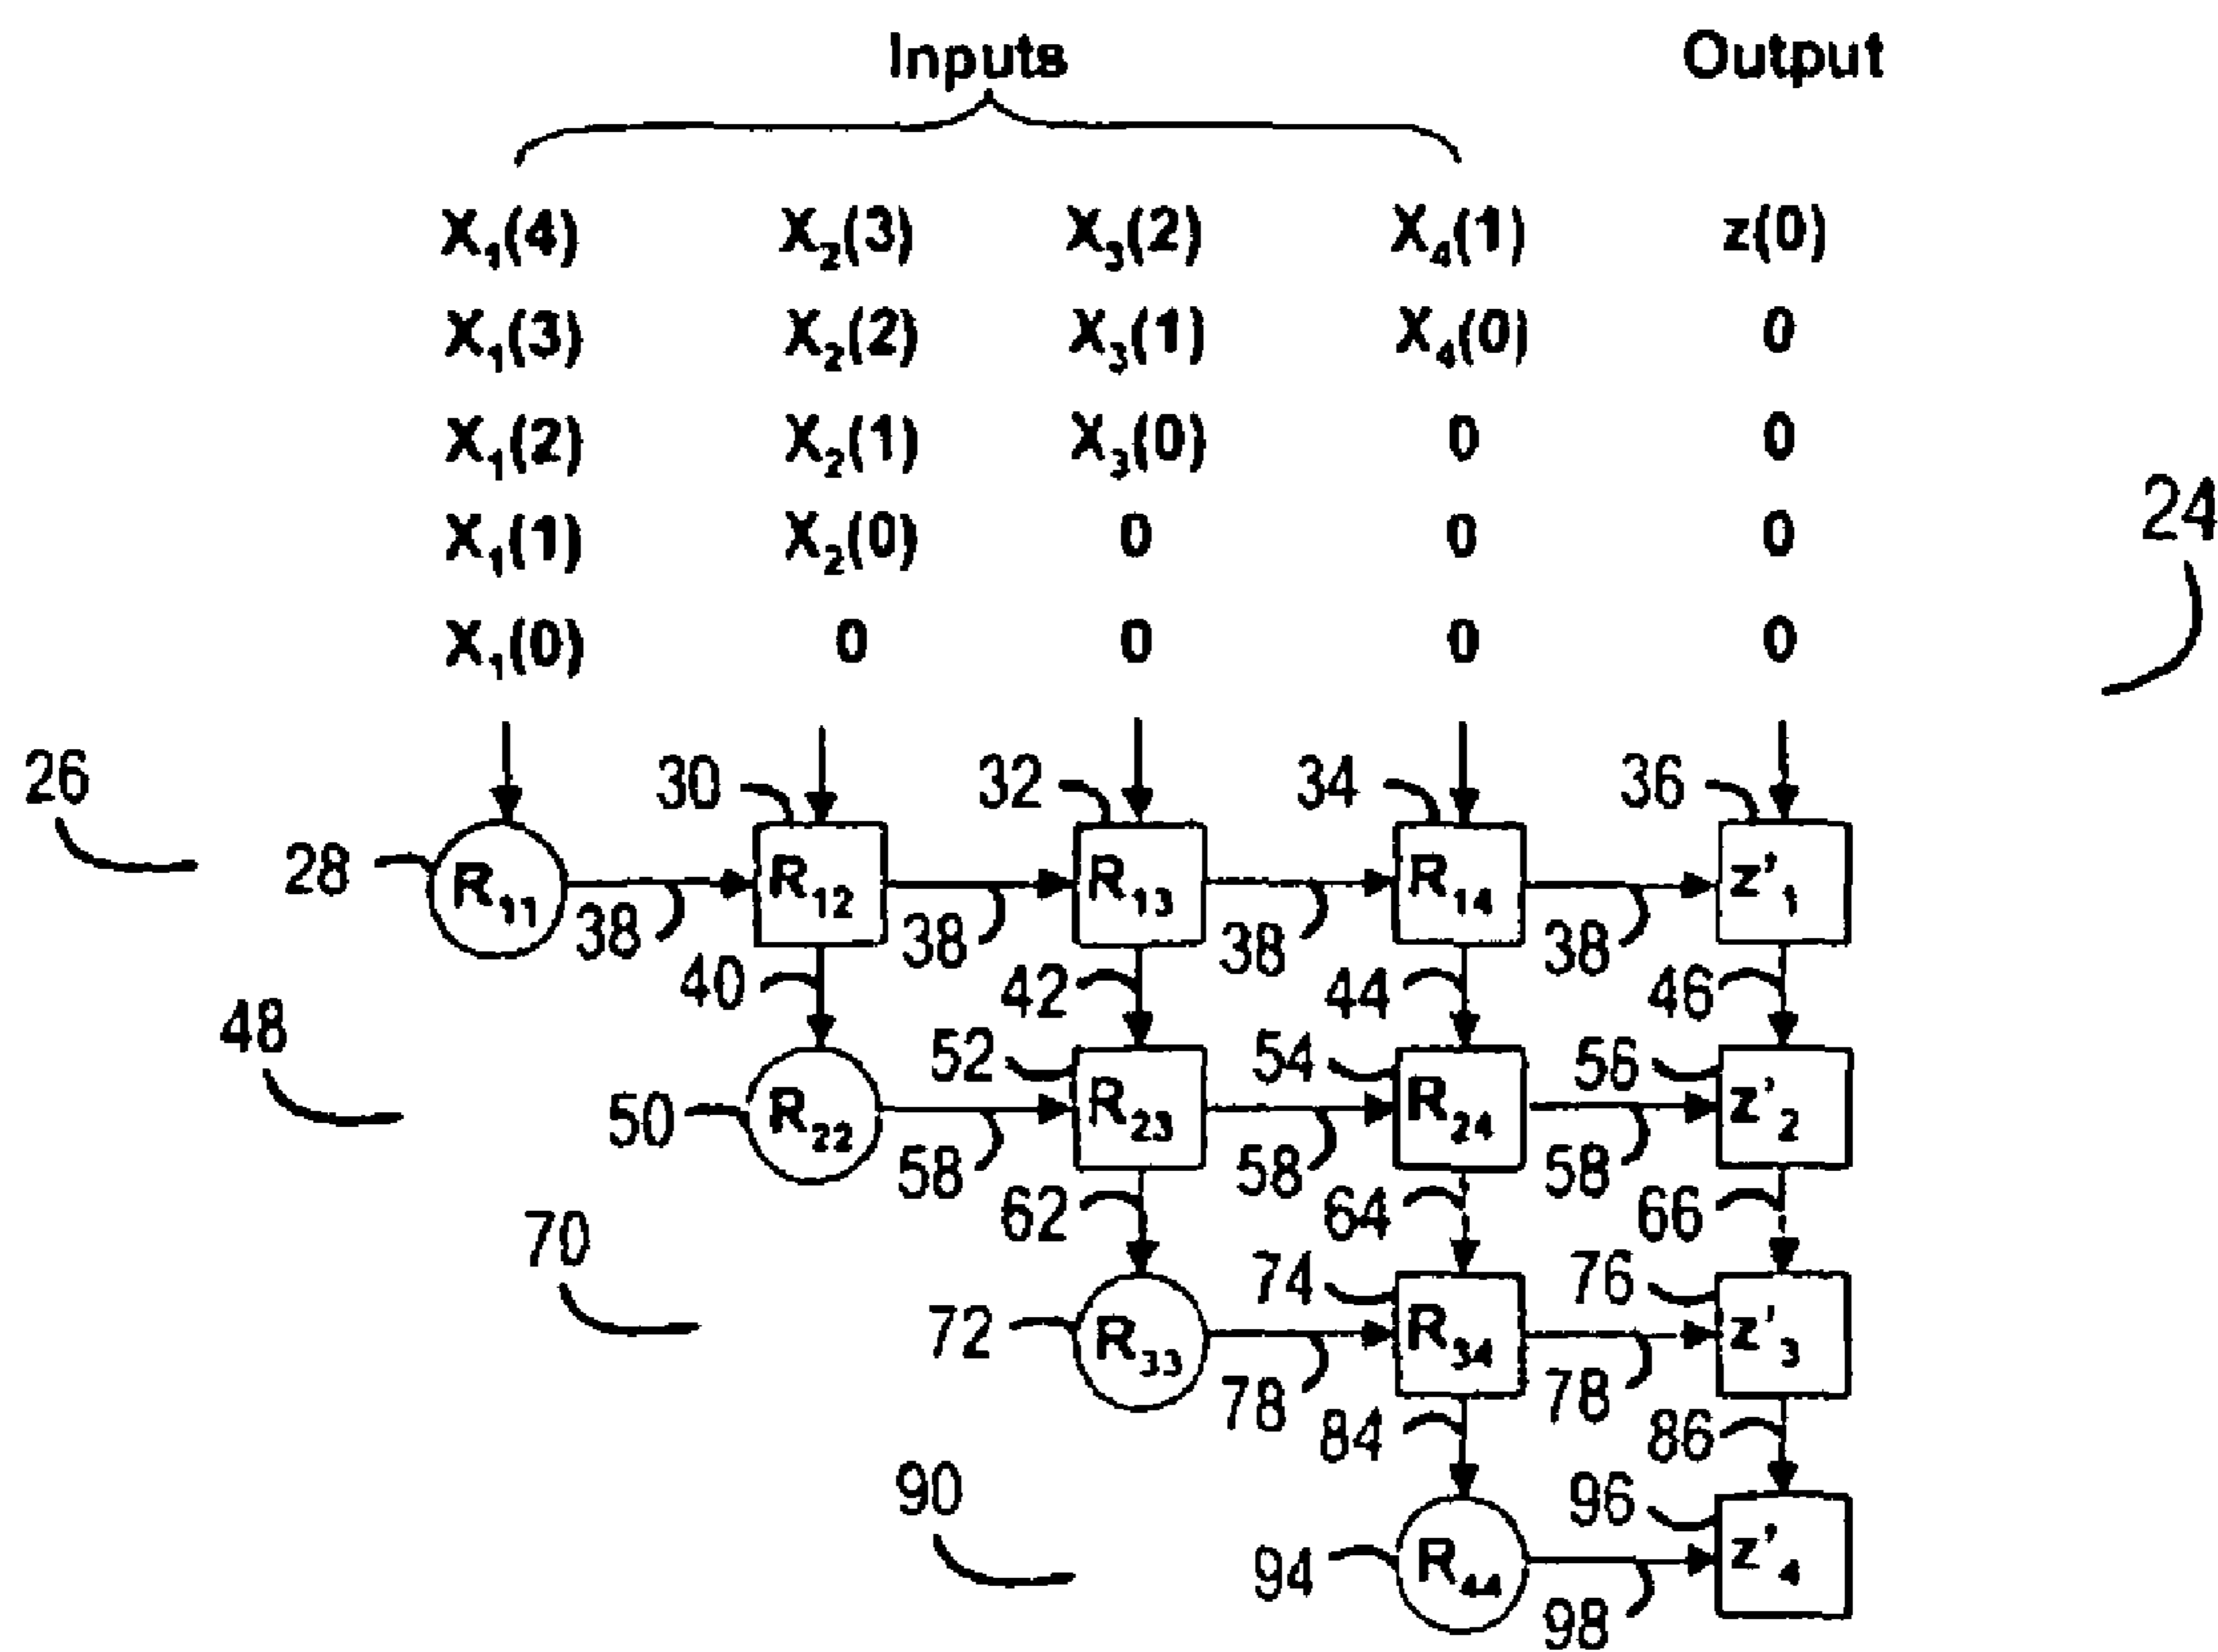 Inputs Output
X₁(4) X₂(3) X₃(2) X₄(1) z(0)
X₁(3) X₂(2) X₃(1) X₄(0) 0
X₁(2) X₂(1) X₃(0) 0 0
X₁(1) X₂(0) 0 0 0
X₁(0) 0 0 0 0
24
26 30 32 34 36
28 R₁₁ R₁₂ R₁₃ R₁₄ z'₁
38 38 38 38
40 42 44 46
48 52 54 56
50 R₂₂ R₂₃ R₂₄ z'₂
58 58 58
62 64 66
70 74 76
72 R₃₃ R₃₄ z'₃
78 78
84 86
90 96
94 R₄₄ z'₄
98